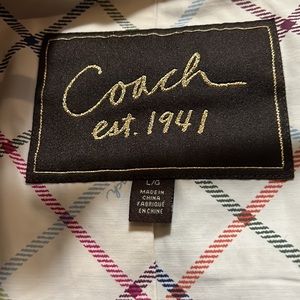 Coach
est. 1941
L/G
MADE IN
CHINA
FABRIQUÉ
EN CHINE